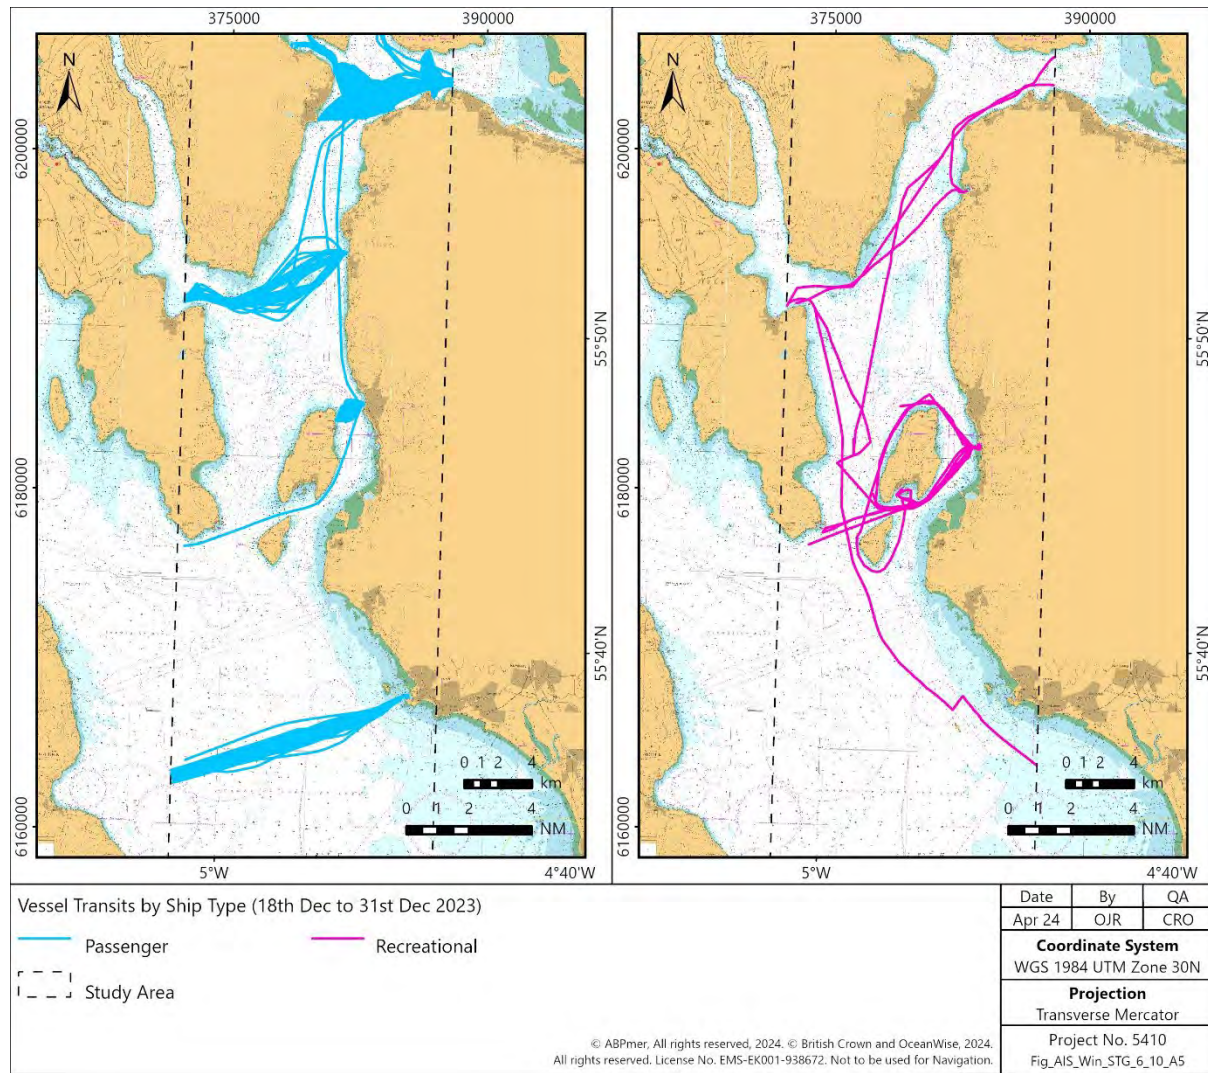 375000
390000
375000
390000
N
N
6200000
6200000
55°50'N
55°50'N
6180000
6180000
55°40'N
55°40'N
0 1 2 4
km
0 1 2 4
km
0 2 4
NM
0 2 4
NM
6160000
6160000
5°W
4°40'W
5°W
4°40'W
Vessel Transits by Ship Type (18th Dec to 31st Dec 2023)
Passenger
Recreational
Study Area
Date By QA
Apr 24 OJR CRO
Coordinate System
WGS 1984 UTM Zone 30N
Projection
Transverse Mercator
Project No. 5410
Fig_AIS_Win_STG_6_10_A5
© ABPmer, All rights reserved, 2024. © British Crown and OceanWise, 2024.
All rights reserved. License No. EMS-EK001-938672. Not to be used for Navigation.